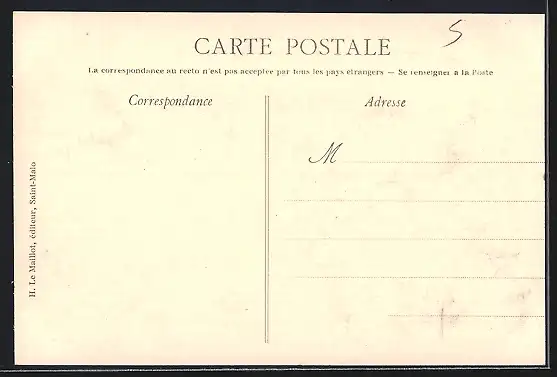 5
CARTE POSTALE
La correspondance au recto n'est pas acceptée par tous les pays étrangers — Se renseigner à la Poste
Correspondance
Adresse
M
H. Le Maillot, éditeur, Saint-Malo